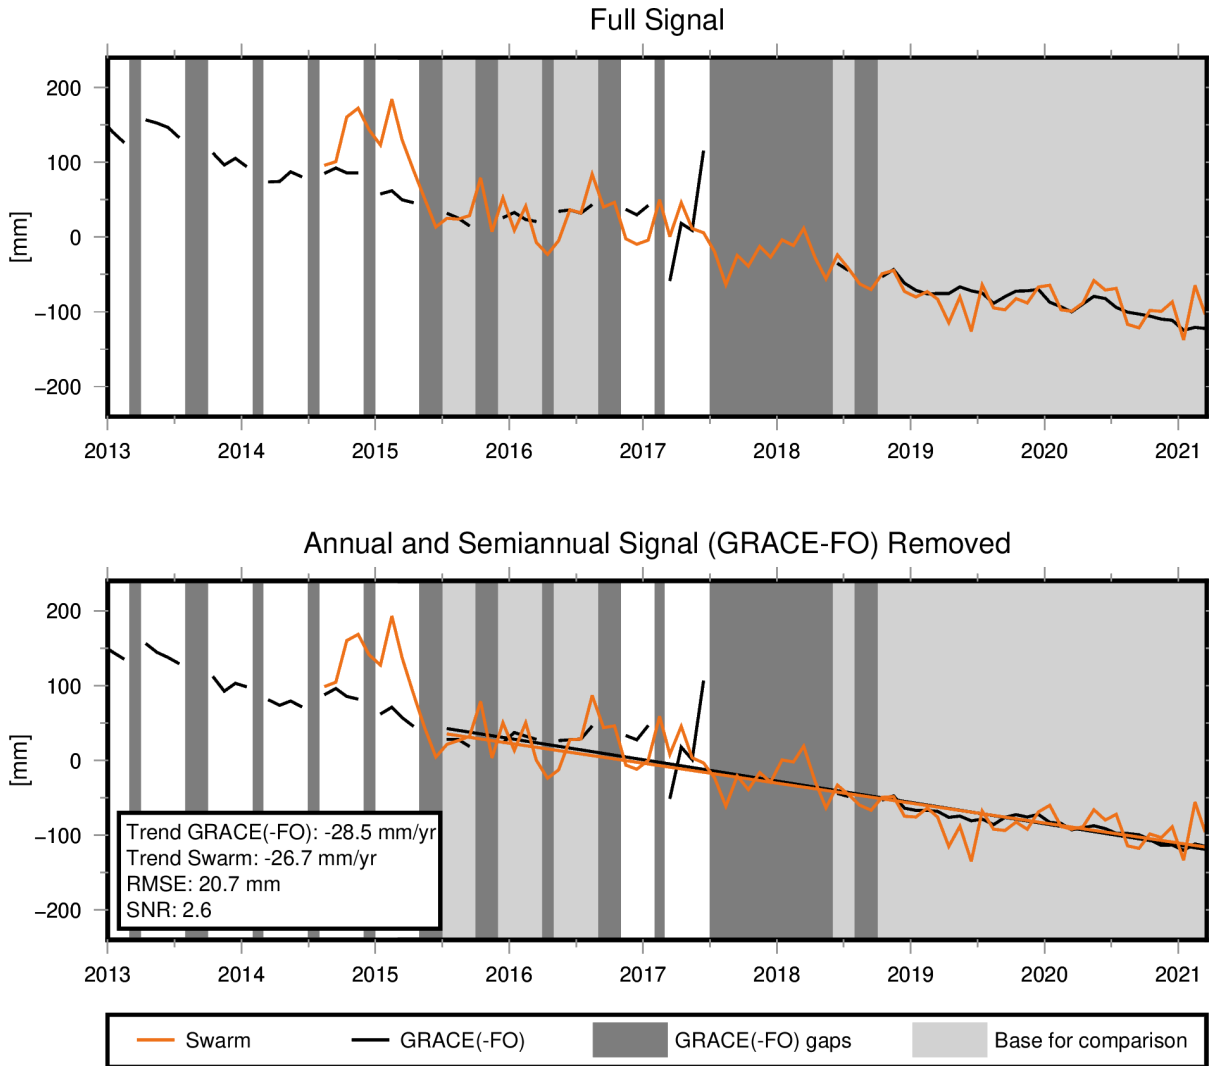 Full Signal
200
100
0
−100
−200
[mm]
2013 2014 2015 2016 2017 2018 2019 2020 2021
Annual and Semiannual Signal (GRACE-FO) Removed
200
100
0
−100
−200
[mm]
Trend GRACE(-FO): -28.5 mm/yr
Trend Swarm: -26.7 mm/yr
RMSE: 20.7 mm
SNR: 2.6
2013 2014 2015 2016 2017 2018 2019 2020 2021
Swarm GRACE(-FO) GRACE(-FO) gaps Base for comparison